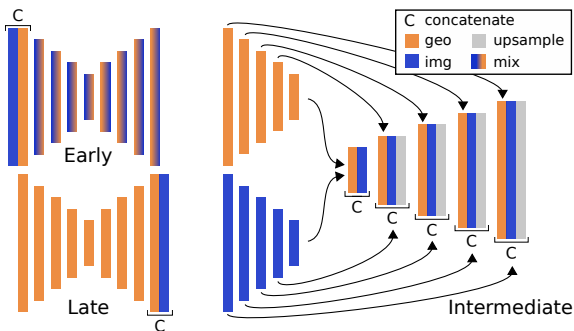 C
C concatenate
geo upsample
img mix
Early
C
C
C
C
C
Late
Intermediate
C